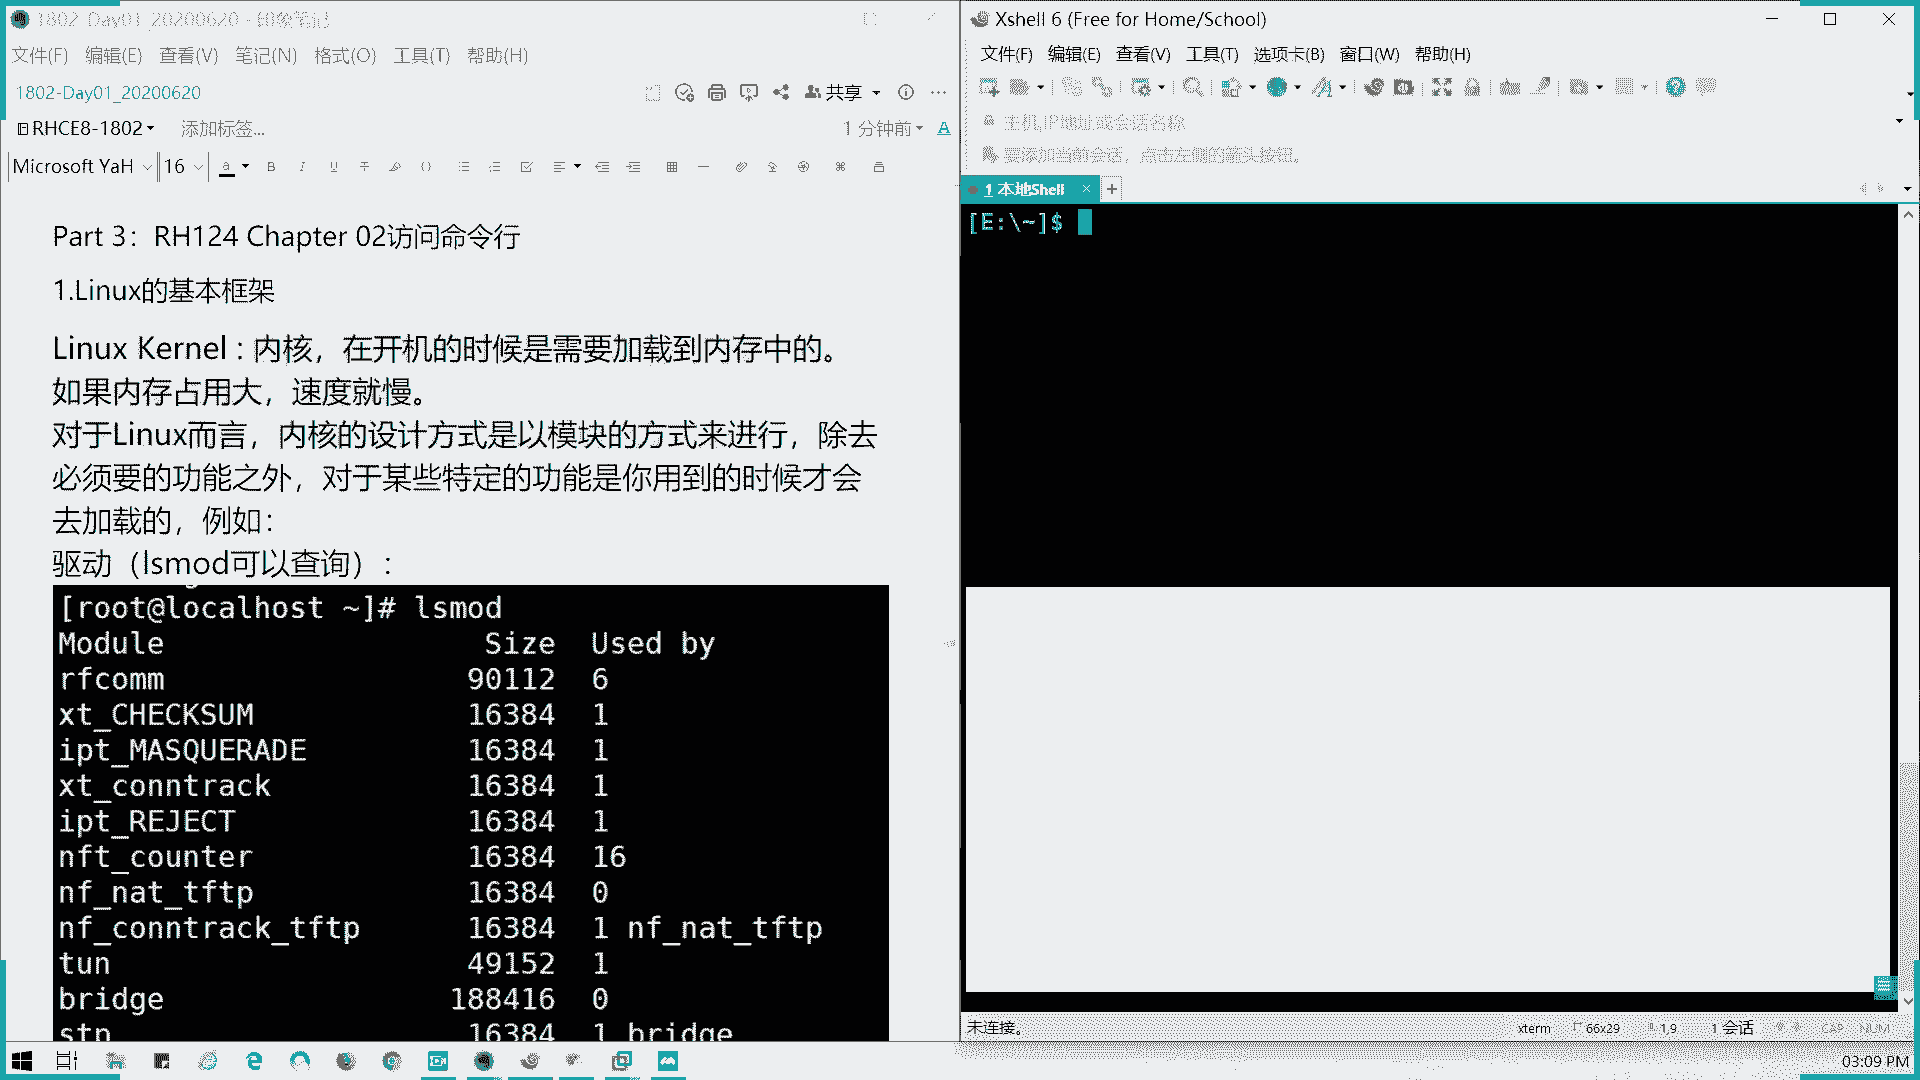 1802-Day01_20200620 - 印象笔记
文件(F) 编辑(E) 查看(V) 笔记(N) 格式(O) 工具(T) 帮助(H)
1802-Day01_20200620
共享
RHCE8-1802 添加标签...
1 分钟前
Microsoft YaH 16
Part 3：RH124 Chapter 02访问命令行
1.Linux的基本框架
Linux Kernel : 内核，在开机的时候是需要加载到内存中的。
如果内存占用大，速度就慢。
对于Linux而言，内核的设计方式是以模块的方式来进行，除去
必须要的功能之外，对于某些特定的功能是你用到的时候才会
去加载的，例如：
驱动（lsmod可以查询）：
[root@localhost ~]# lsmod
Module Size Used by
rfcomm 90112 6
xt_CHECKSUM 16384 1
ipt_MASQUERADE 16384 1
xt_conntrack 16384 1
ipt_REJECT 16384 1
nft_counter 16384 16
nf_nat_tftp 16384 0
nf_conntrack_tftp 16384 1 nf_nat_tftp
tun 49152 1
bridge 188416 0
stp 16384 1 bridge
Xshell 6 (Free for Home/School)
文件(F) 编辑(E) 查看(V) 工具(T) 选项卡(B) 窗口(W) 帮助(H)
主机,IP地址或会话名称
要添加当前会话，点击左侧的箭头按钮。
1 本地Shell
[E:\~]$
未连接。 xterm 66x29 1,9 1 会话 CAP NUM
03:09 PM